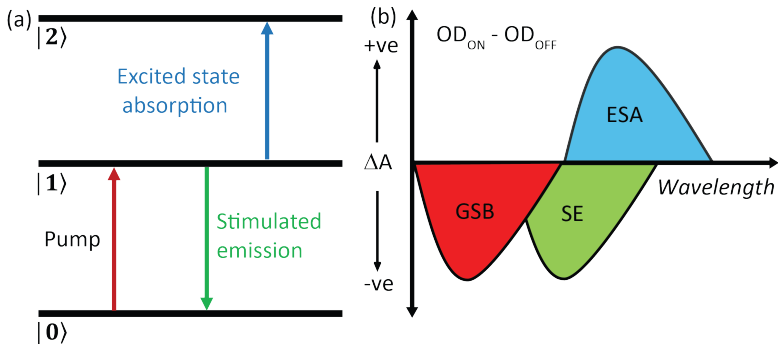 (a)
|2⟩
Excited state
absorption
|1⟩
Pump
Stimulated
emission
|0⟩
(b)
OD_ON - OD_OFF
+ve
ΔA
-ve
ESA
Wavelength
GSB
SE